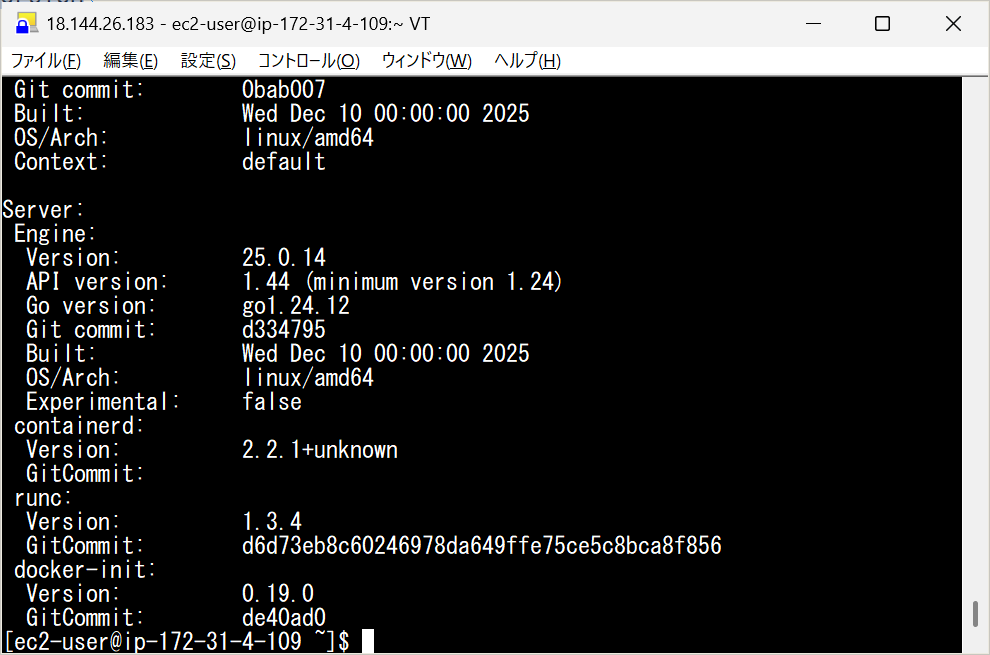 18.144.26.183 - ec2-user@ip-172-31-4-109:~ VT
ファイル(F) 編集(E) 設定(S) コントロール(O) ウィンドウ(W) ヘルプ(H)
Git commit: 0bab007
Built: Wed Dec 10 00:00:00 2025
OS/Arch: linux/amd64
Context: default
Server:
Engine:
Version: 25.0.14
API version: 1.44 (minimum version 1.24)
Go version: go1.24.12
Git commit: d334795
Built: Wed Dec 10 00:00:00 2025
OS/Arch: linux/amd64
Experimental: false
containerd:
Version: 2.2.1+unknown
GitCommit:
runc:
Version: 1.3.4
GitCommit: d6d73eb8c60246978da649ffe75ce5c8bca8f856
docker-init:
Version: 0.19.0
GitCommit: de40ad0
[ec2-user@ip-172-31-4-109 ~]$